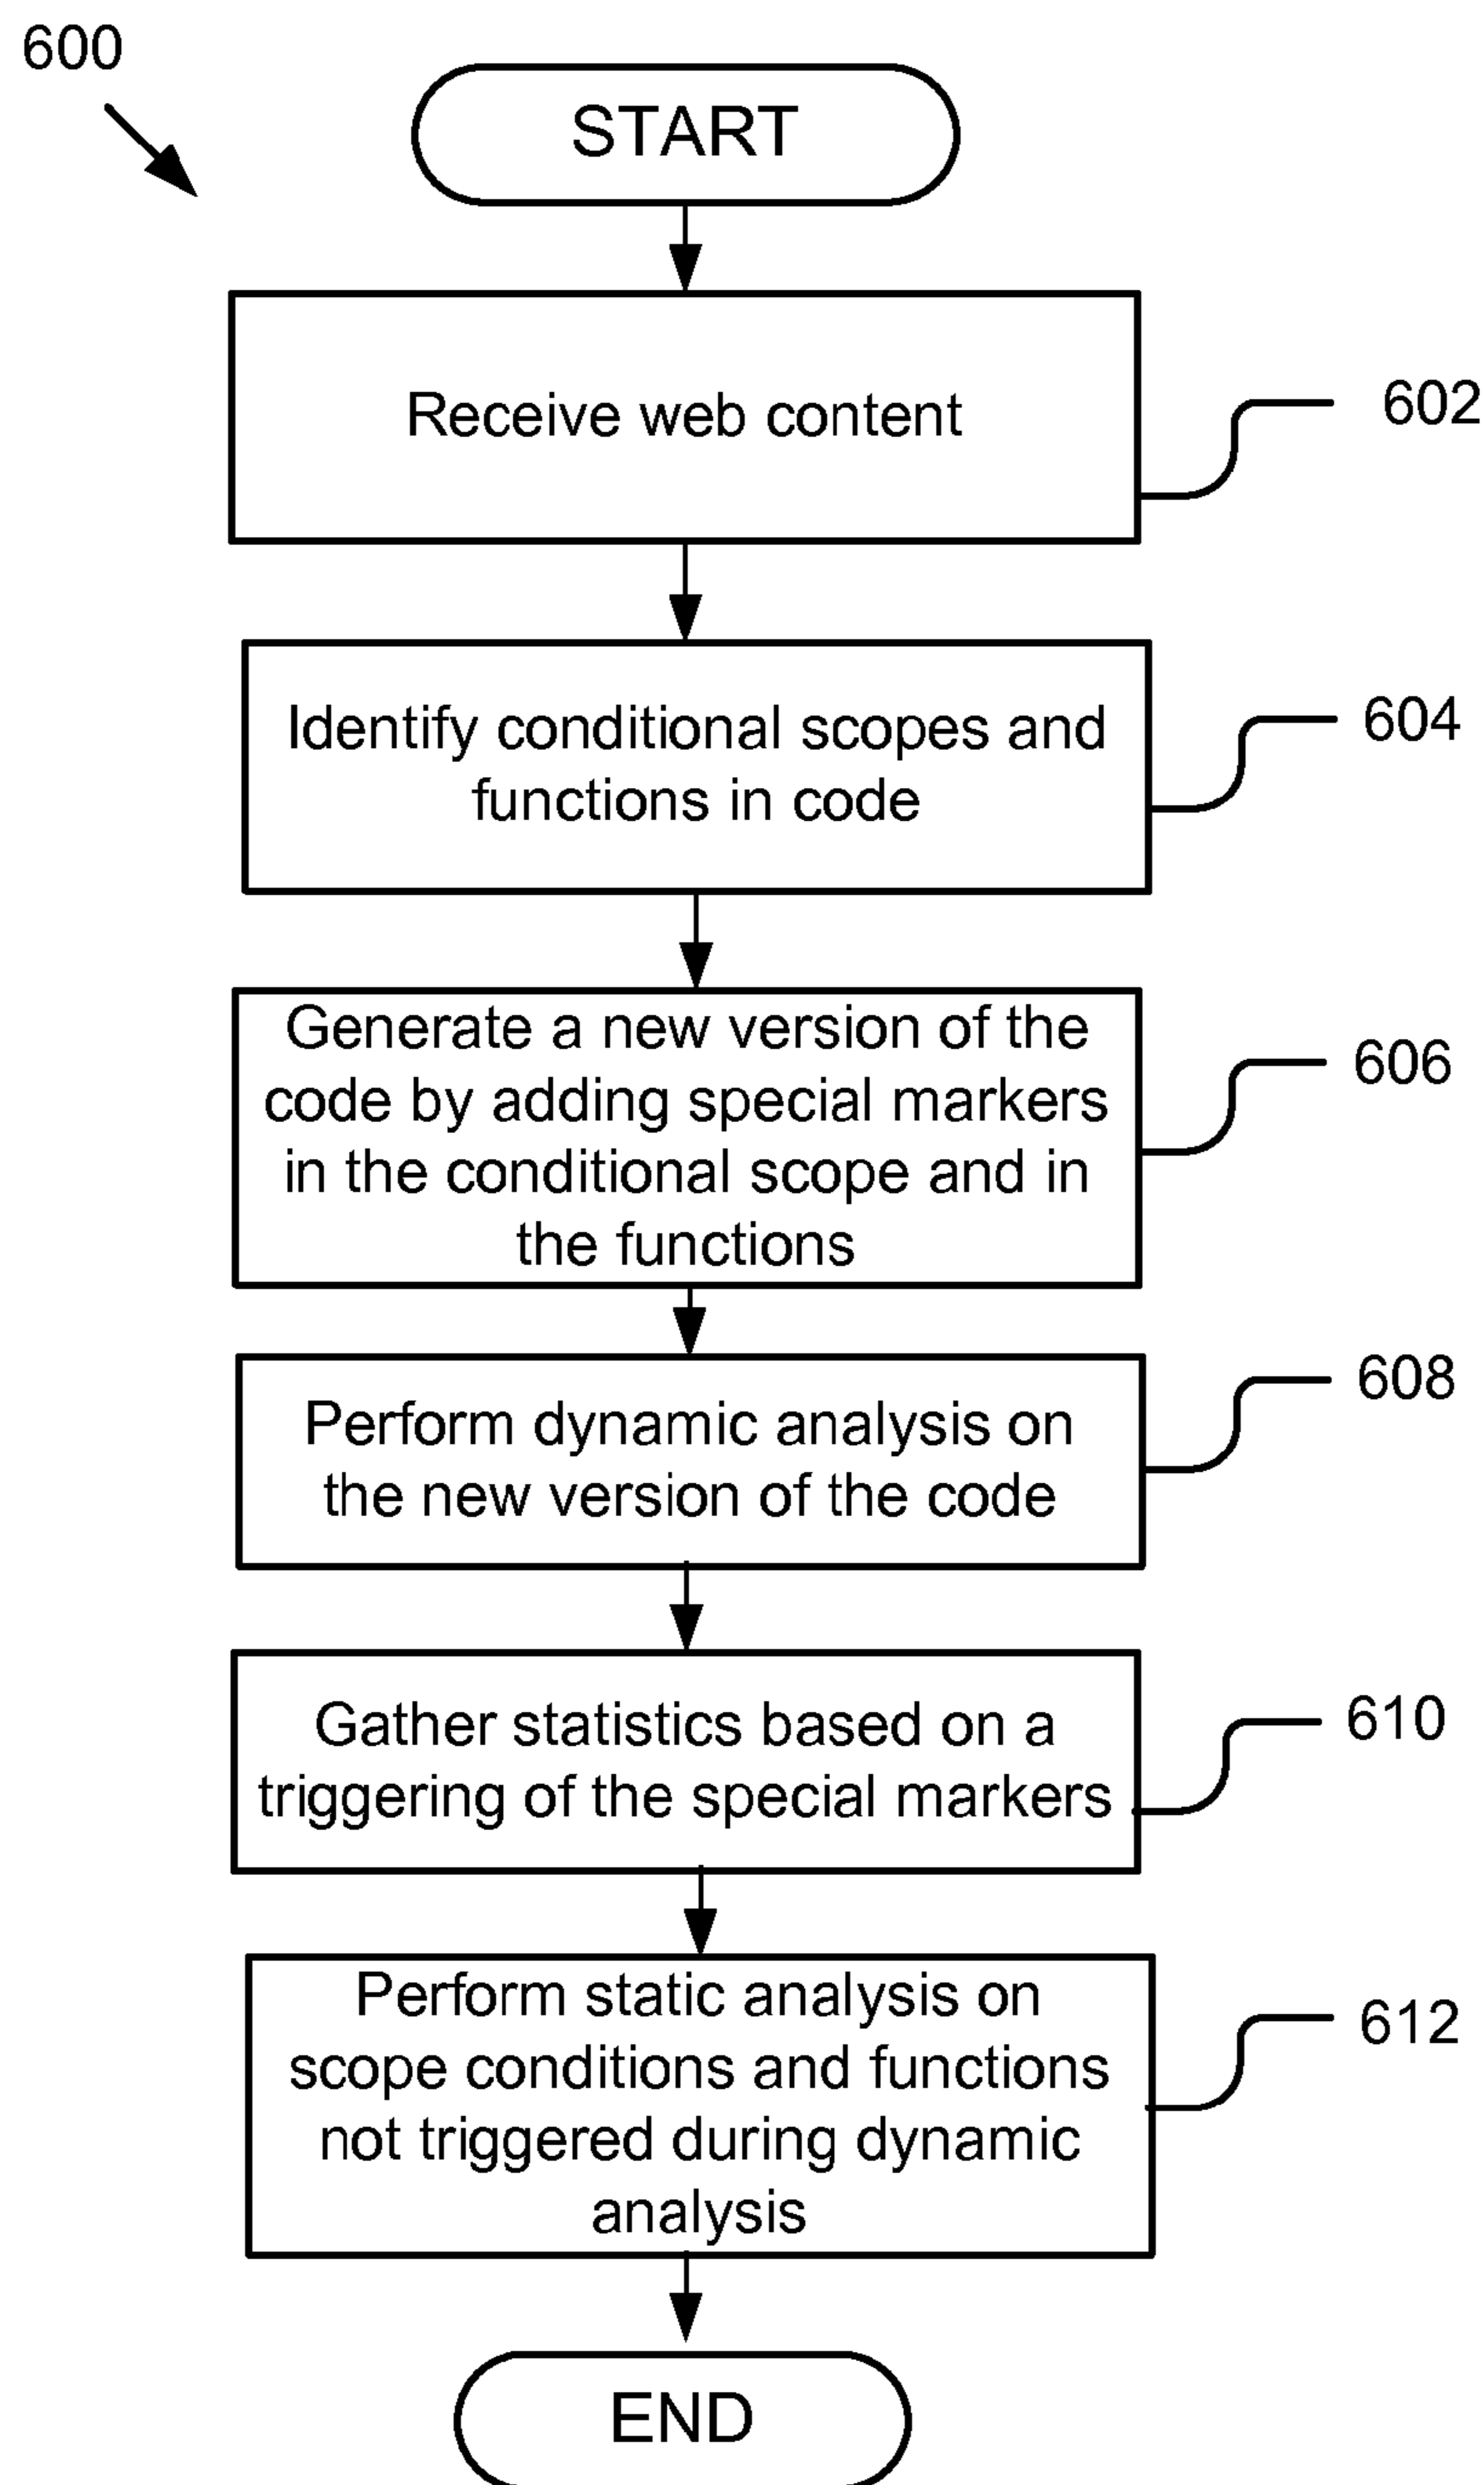 600
START
Receive web content
602
Identify conditional scopes and
functions in code
604
Generate a new version of the
code by adding special markers
in the conditional scope and in
the functions
606
Perform dynamic analysis on
the new version of the code
608
Gather statistics based on a
triggering of the special markers
610
Perform static analysis on
scope conditions and functions
not triggered during dynamic
analysis
612
END